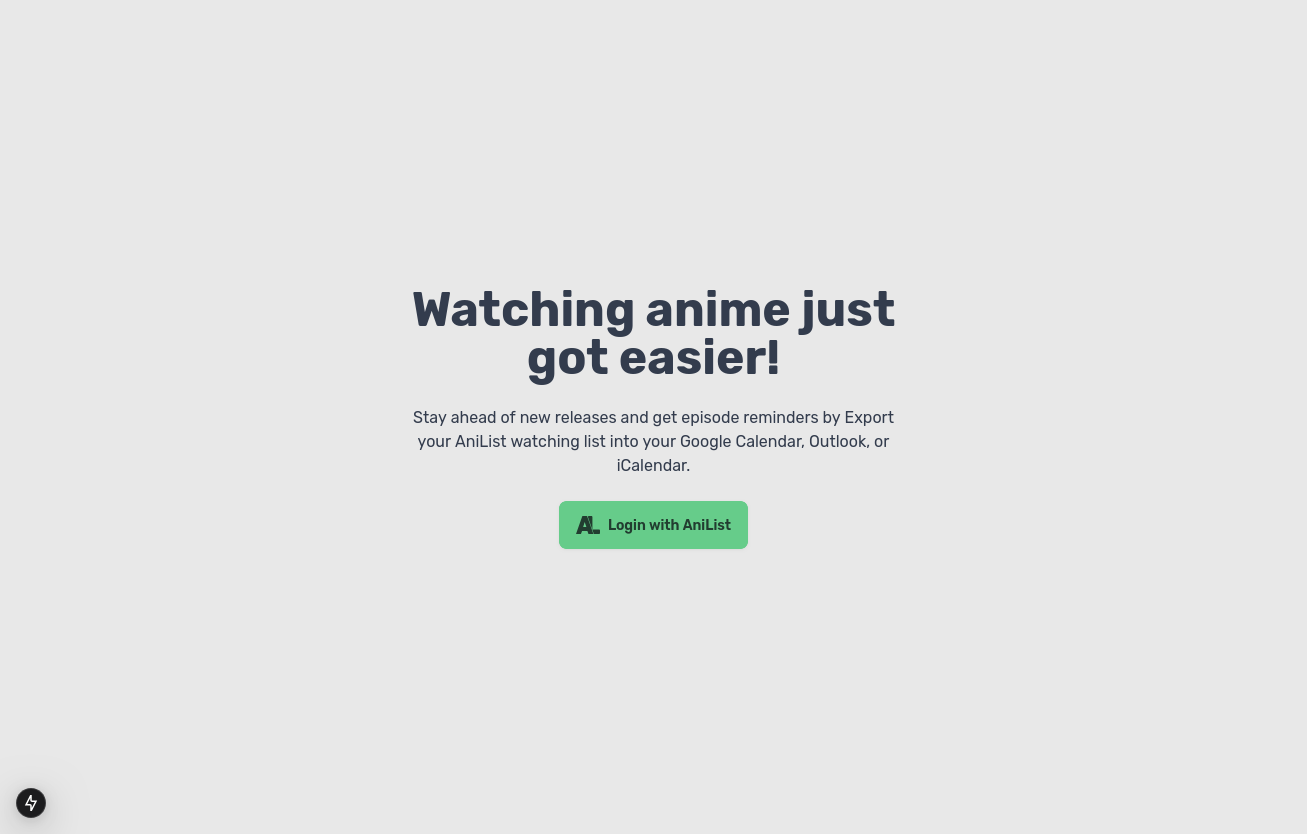 Watching anime just
got easier!
Stay ahead of new releases and get episode reminders by Export
your AniList watching list into your Google Calendar, Outlook, or
iCalendar.
AL Login with AniList